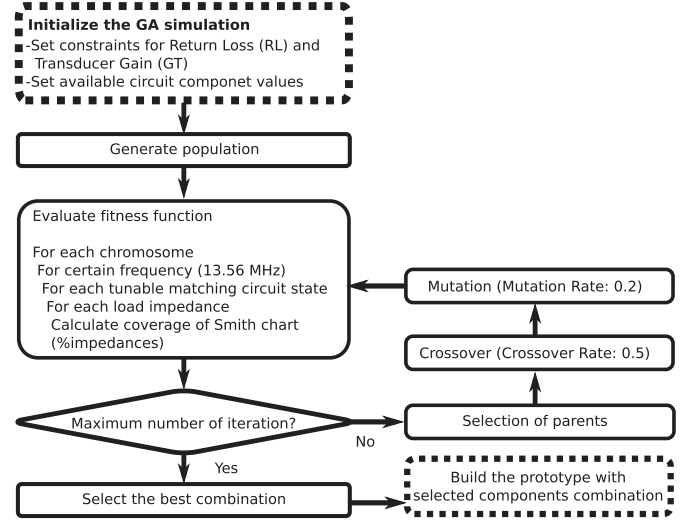 Initialize the GA simulation
-Set constraints for Return Loss (RL) and
Transducer Gain (GT)
-Set available circuit componet values
Generate population
Evaluate fitness function
For each chromosome
For certain frequency (13.56 MHz)
For each tunable matching circuit state
For each load impedance
Calculate coverage of Smith chart
(%impedances)
Mutation (Mutation Rate: 0.2)
Crossover (Crossover Rate: 0.5)
Maximum number of iteration?
Selection of parents
No
Yes
Select the best combination
Build the prototype with
selected components combination